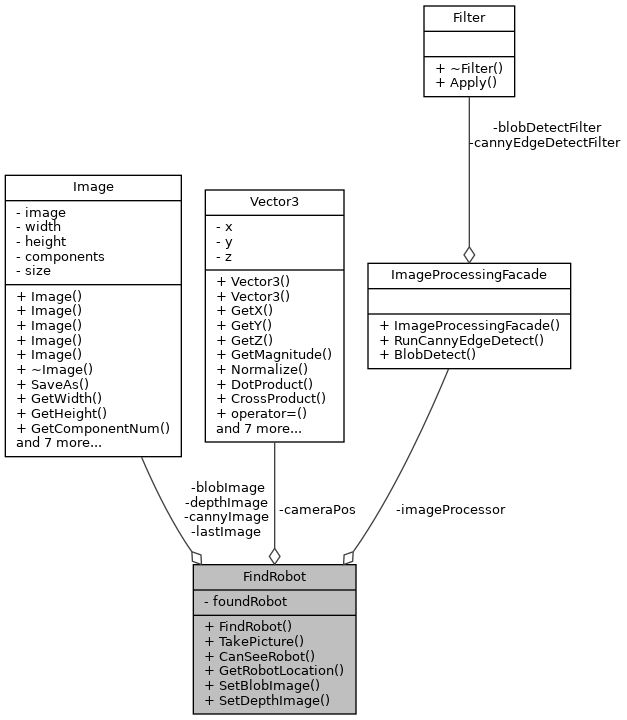 Filter
+ ~Filter()
+ Apply()
-blobDetectFilter
-cannyEdgeDetectFilter
Image
- image
- width
- height
- components
- size
+ Image()
+ Image()
+ Image()
+ Image()
+ Image()
+ ~Image()
+ SaveAs()
+ GetWidth()
+ GetHeight()
+ GetComponentNum()
and 7 more...
Vector3
- x
- y
- z
+ Vector3()
+ Vector3()
+ GetX()
+ GetY()
+ GetZ()
+ GetMagnitude()
+ Normalize()
+ DotProduct()
+ CrossProduct()
+ operator=()
and 7 more...
ImageProcessingFacade
+ ImageProcessingFacade()
+ RunCannyEdgeDetect()
+ BlobDetect()
-blobImage
-depthImage
-cannyImage
-lastImage
-cameraPos
-imageProcessor
FindRobot
- foundRobot
+ FindRobot()
+ TakePicture()
+ CanSeeRobot()
+ GetRobotLocation()
+ SetBlobImage()
+ SetDepthImage()